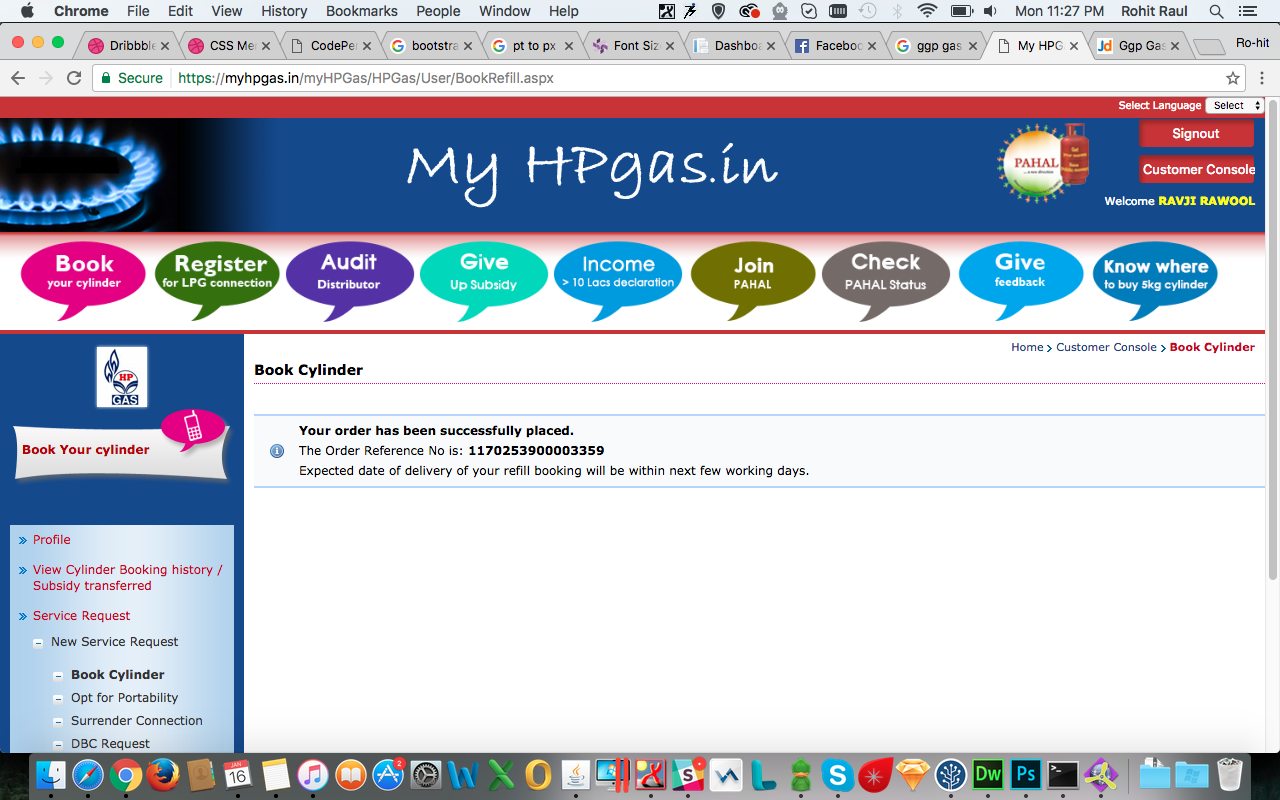 Chrome File Edit View History Bookmarks People Window Help Mon 11:27 PM Rohit Raul
Dribbble CSS Me CodePe bootstra pt to px Font Siz Dashbo Faceboo ggp gas My HPG Ggp Gas Ro-hit
Secure https://myhpgas.in/myHPGas/HPGas/User/BookRefill.aspx
Select Language Select
My HPgas.in
PAHAL
Signout
Customer Console
Welcome RAVJI RAWOOL
Book
your cylinder
Register
for LPG connection
Audit
Distributor
Give
Up Subsidy
Income
> 10 Lacs declaration
Join
PAHAL
Check
PAHAL Status
Give
feedback
Know where
to buy 5kg cylinder
HP
GAS
Book Your cylinder
Profile
View Cylinder Booking history /
Subsidy transferred
Service Request
New Service Request
Book Cylinder
Opt for Portability
Surrender Connection
DBC Request
Home > Customer Console > Book Cylinder
Book Cylinder
Your order has been successfully placed.
The Order Reference No is: 1170253900003359
Expected date of delivery of your refill booking will be within next few working days.
JAN
16
2
Dw
Ps